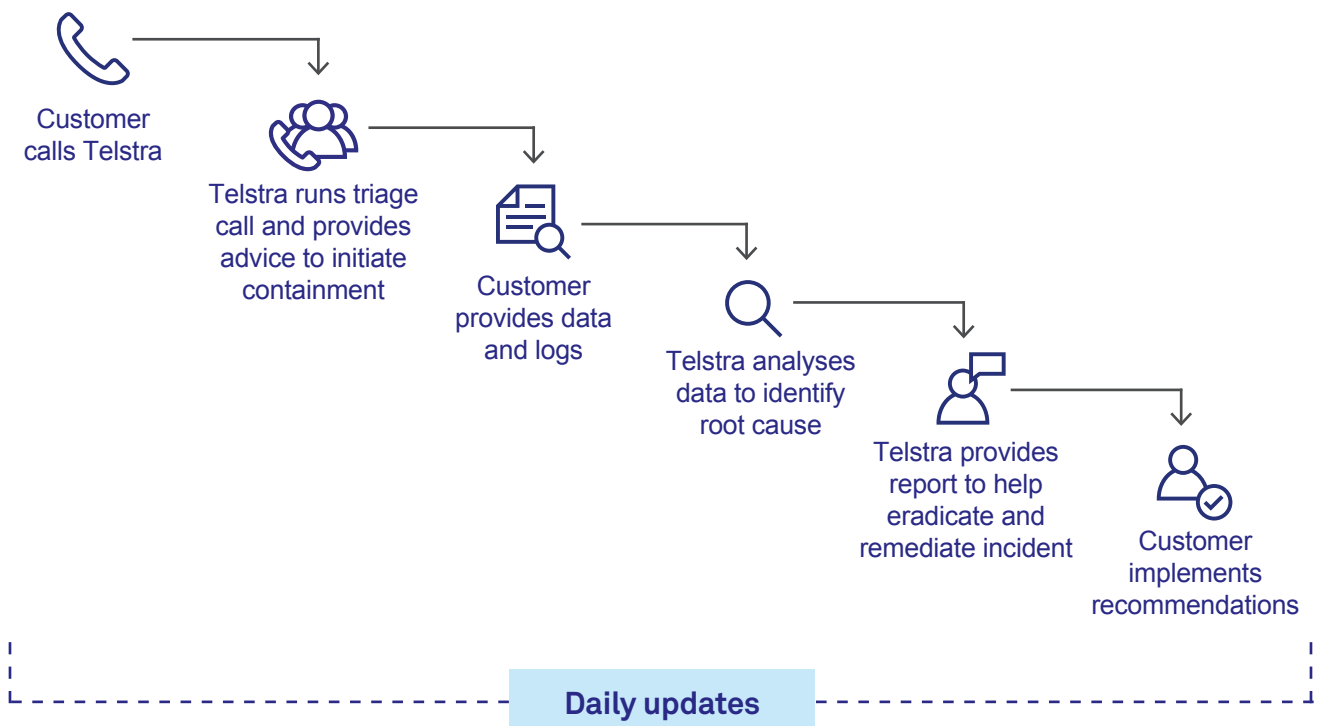 Customer
calls Telstra
Telstra runs triage
call and provides
advice to initiate
containment
Customer
provides data
and logs
Telstra analyses
data to identify
root cause
Telstra provides
report to help
eradicate and
remediate incident
Customer
implements
recommendations
Daily updates